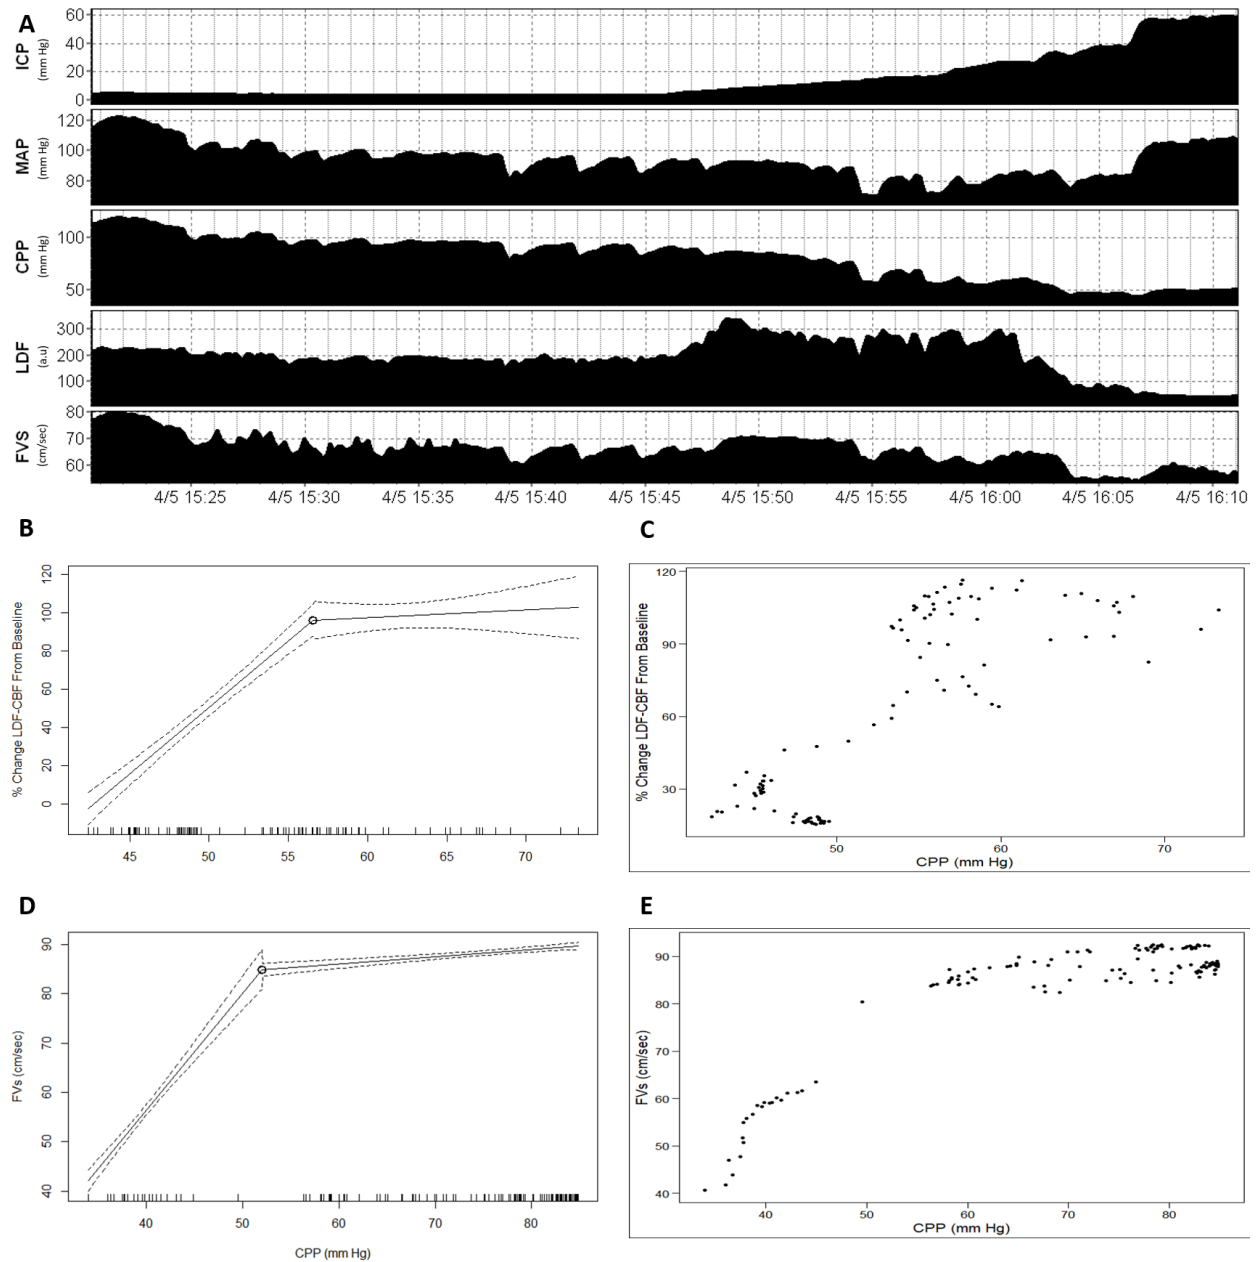 A
ICP
(mm Hg)
60
40
20
0
MAP
(mm Hg)
120
100
80
CPP
(mm Hg)
100
50
LDF
(a.u)
300
200
100
FVS
(cm/sec)
80
70
60
4/5 15:25 4/5 15:30 4/5 15:35 4/5 15:40 4/5 15:45 4/5 15:50 4/5 15:55 4/5 16:00 4/5 16:05 4/5 16:10
B
% Change LDF-CBF From Baseline
120
100
80
60
40
20
0
45 50 55 60 65 70
C
% Change LDF-CBF From Baseline
120
90
60
30
50 60 70
CPP (mm Hg)
D
FVs (cm/sec)
90
80
70
60
50
40
40 50 60 70 80
CPP (mm Hg)
E
FVs (cm/sec)
90
80
70
60
50
40
40 50 60 70 80
CPP (mm Hg)